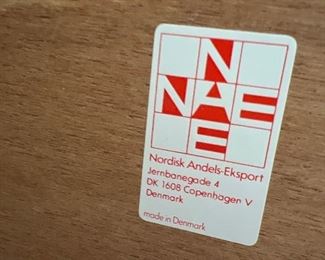 N
NAE
E
Nordisk Andels-Eksport
Jernbanegade 4
DK 1608 Copenhagen V
Denmark
made in Denmark